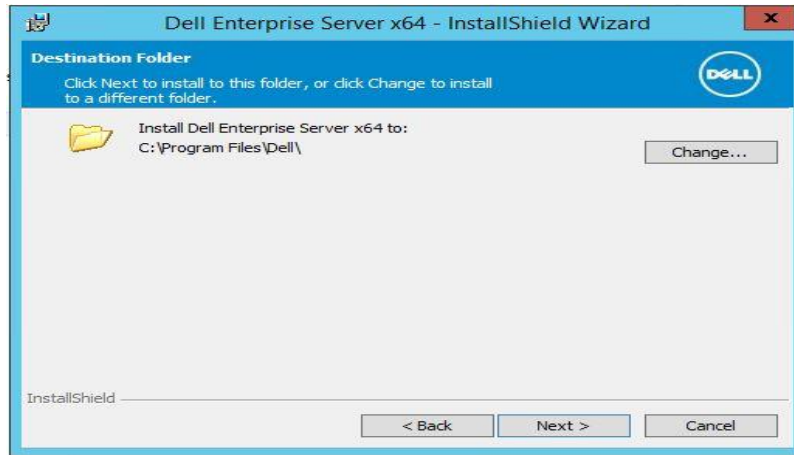 Dell Enterprise Server x64 - InstallShield Wizard
x
Destination Folder
Click Next to install to this folder, or click Change to install
to a different folder.
DELL
Install Dell Enterprise Server x64 to:
C:\Program Files\Dell\
Change...
InstallShield
< Back
Next >
Cancel